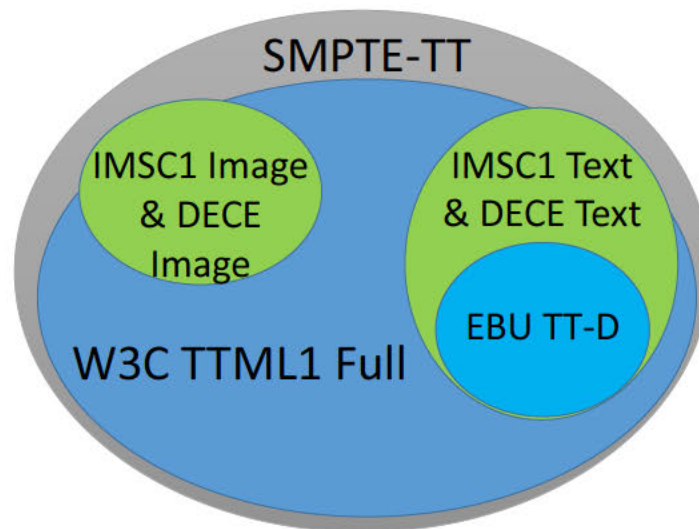 SMPTE-TT
IMSC1 Image
& DECE
Image
IMSC1 Text
& DECE Text
EBU TT-D
W3C TTML1 Full